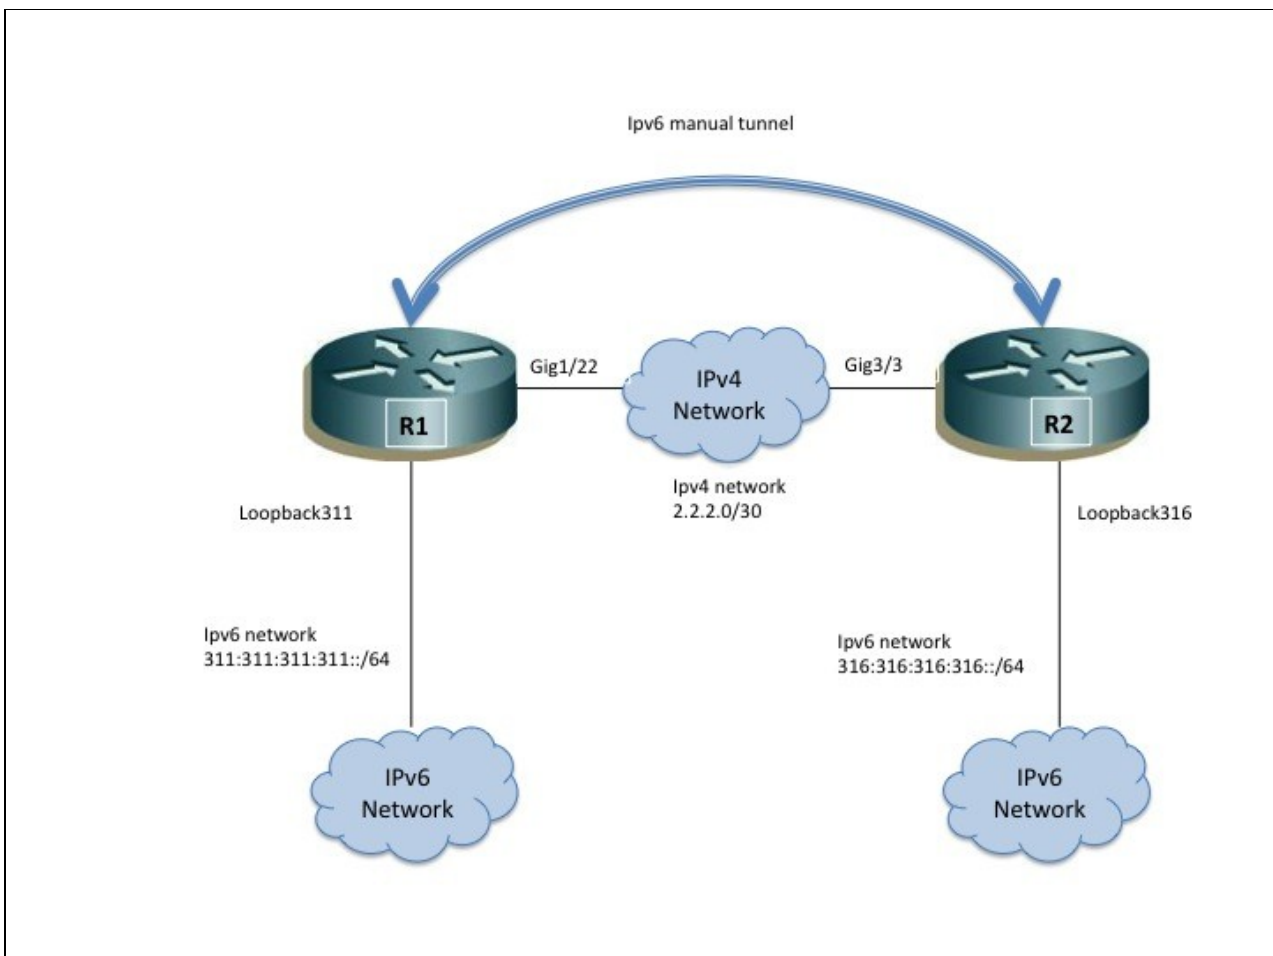 Ipv6 manual tunnel
Gig1/22
IPv4
Network
Gig3/3
R1
R2
Ipv4 network
2.2.2.0/30
Loopback311
Loopback316
Ipv6 network
311:311:311:311::/64
Ipv6 network
316:316:316:316::/64
IPv6
Network
IPv6
Network